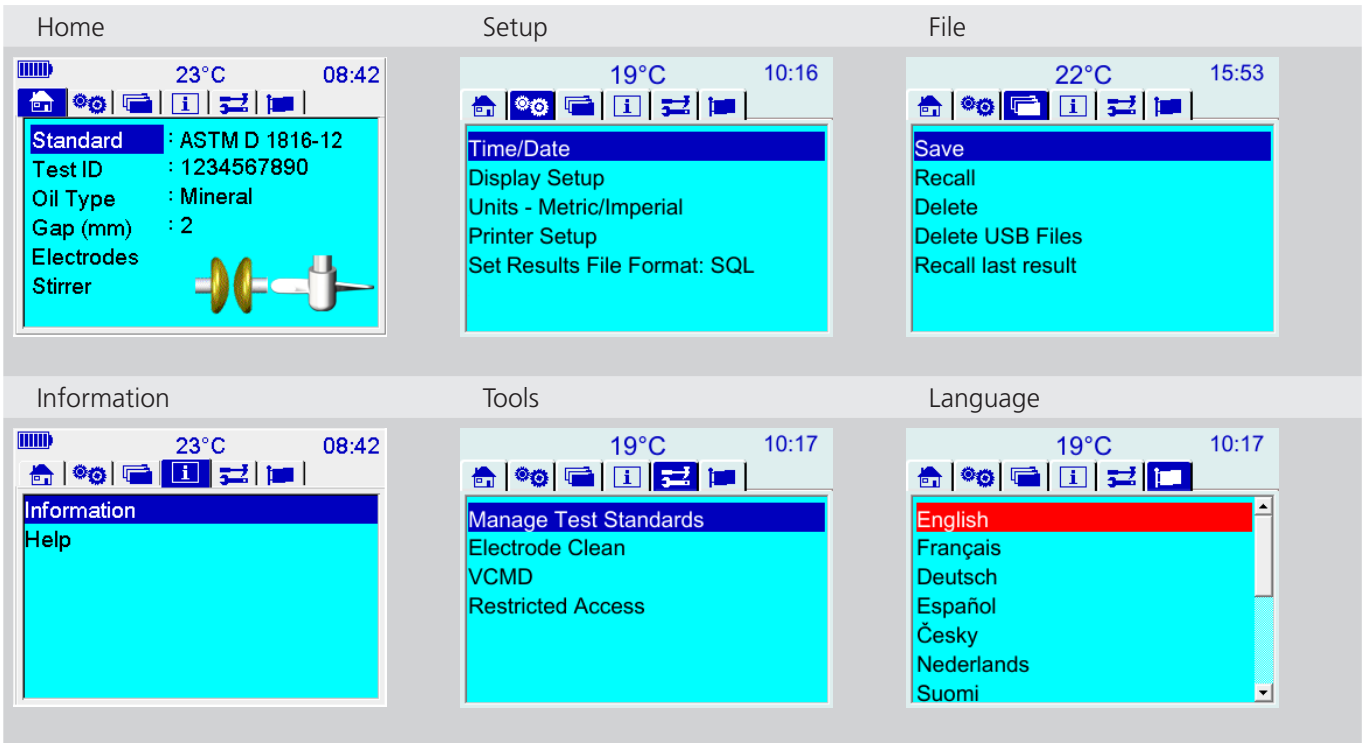 Home
23°C 08:42
Standard : ASTM D 1816-12
Test ID : 1234567890
Oil Type : Mineral
Gap (mm) : 2
Electrodes
Stirrer
Setup
19°C 10:16
Time/Date
Display Setup
Units - Metric/Imperial
Printer Setup
Set Results File Format: SQL
File
22°C 15:53
Save
Recall
Delete
Delete USB Files
Recall last result
Information
23°C 08:42
Information
Help
Tools
19°C 10:17
Manage Test Standards
Electrode Clean
VCMD
Restricted Access
Language
19°C 10:17
English
Français
Deutsch
Español
Česky
Nederlands
Suomi